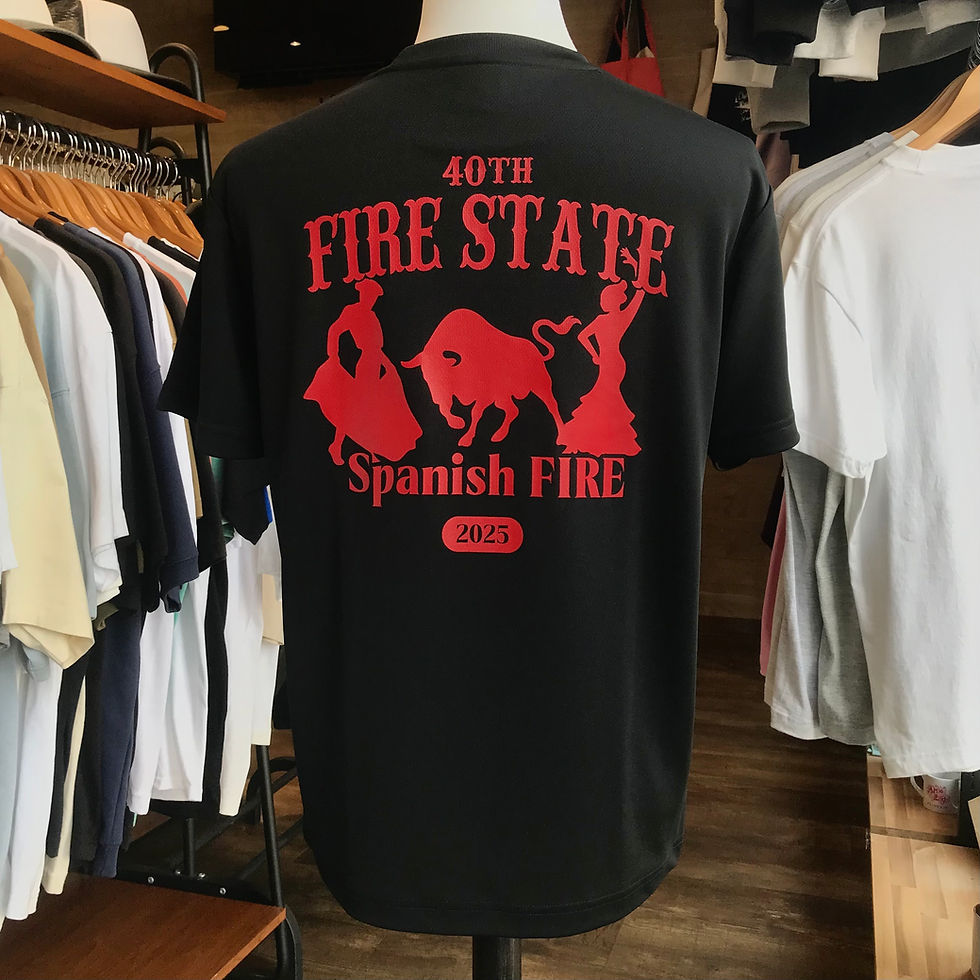 40TH
FIRE STATE
Spanish FIRE
2025